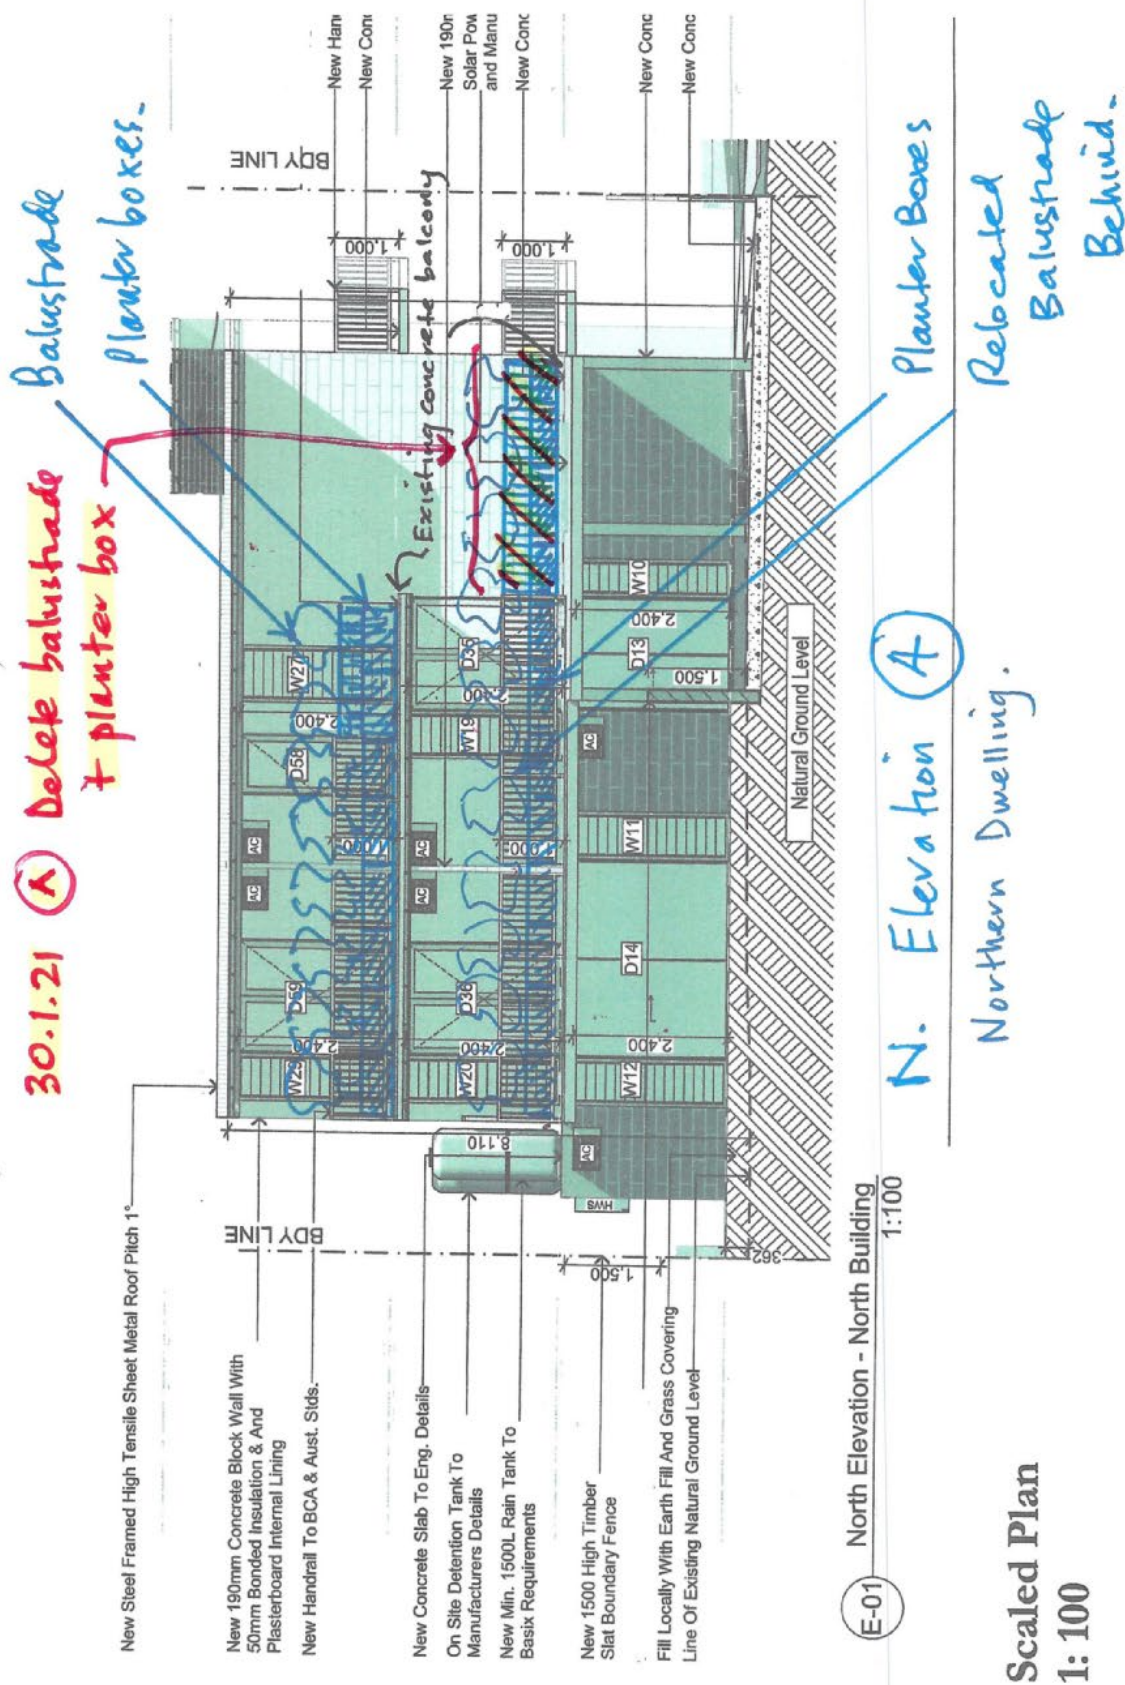 30.1.21 (A) Delete balustrade
+ planter box
Balustrade
planter boxes.
New Steel Framed High Tensile Sheet Metal Roof Pitch 1°
New 190mm Concrete Block Wall With
50mm Bonded Insulation & And
Plasterboard Internal Lining
New Handrail To BCA & Aust. Stds.
New Concrete Slab To Eng. Details
On Site Detention Tank To
Manufacturers Details
New Min. 1500L Rain Tank To
Basix Requirements
New 1500 High Timber
Slat Boundary Fence
Fill Locally With Earth Fill And Grass Covering
Line Of Existing Natural Ground Level
BDY LINE
BDY LINE
New Han
New Conc
New 190m
Solar Pow
and Manu
New Conc
New Conc
New Conc
Existing concrete balcony
1,000
1,000
D59
AC
AC
D58
W27
2,400
2,400
1,000
W20
D36
AC
AC
W19
D35
2,400
2,400
1,000
8,110
AC
HWS
W12
D14
W11
AC
D13
W10
2,400
2,400
1,500
1,500
362
Natural Ground Level
Planter Boxes
Relocated
Balustrade
Behind.
N. Elevation (A)
Northern Dwelling.
E-01
North Elevation - North Building
1:100
Scaled Plan
1: 100